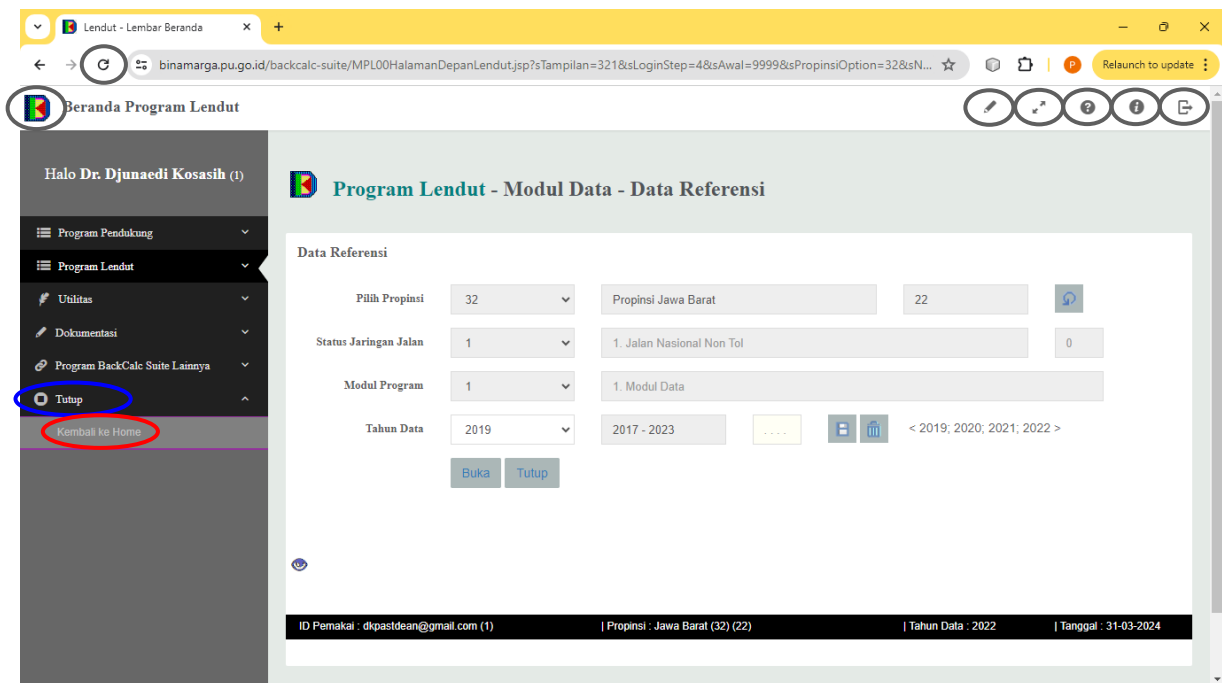 Lendut - Lembar Beranda
binamarga.pu.go.id/backcalc-suite/MPL00HalamanDepanLendut.jsp?sTampilan=321&sLoginStep=4&sAwal=9999&sPropinsiOption=32&sN...
P
Relaunch to update
Beranda Program Lendut
Halo Dr. Djunaedi Kosasih (1)
Program Lendut - Modul Data - Data Referensi
Program Pendukung
Program Lendut
Utilitas
Dokumentasi
Program BackCalc Suite Lainnya
Tutup
Kembali ke Home
Data Referensi
Pilih Propinsi 32 Propinsi Jawa Barat 22
Status Jaringan Jalan 1 1. Jalan Nasional Non Tol 0
Modul Program 1 1. Modul Data
Tahun Data 2019 2017 - 2023 .... < 2019; 2020; 2021; 2022 >
Buka Tutup
ID Pemakai : dkpastdean@gmail.com (1) | Propinsi : Jawa Barat (32) (22) | Tahun Data : 2022 | Tanggal : 31-03-2024